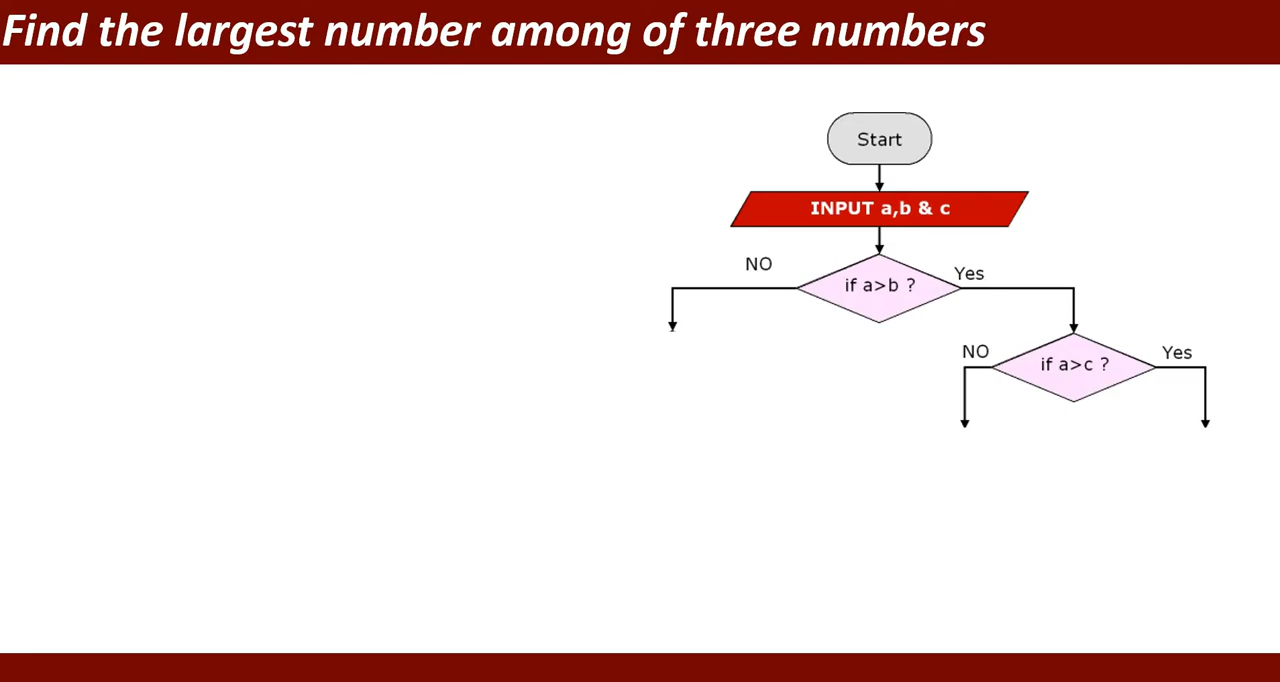 Find the largest number among of three numbers
Start
INPUT a,b & c
NO
if a>b ?
Yes
NO
if a>c ?
Yes